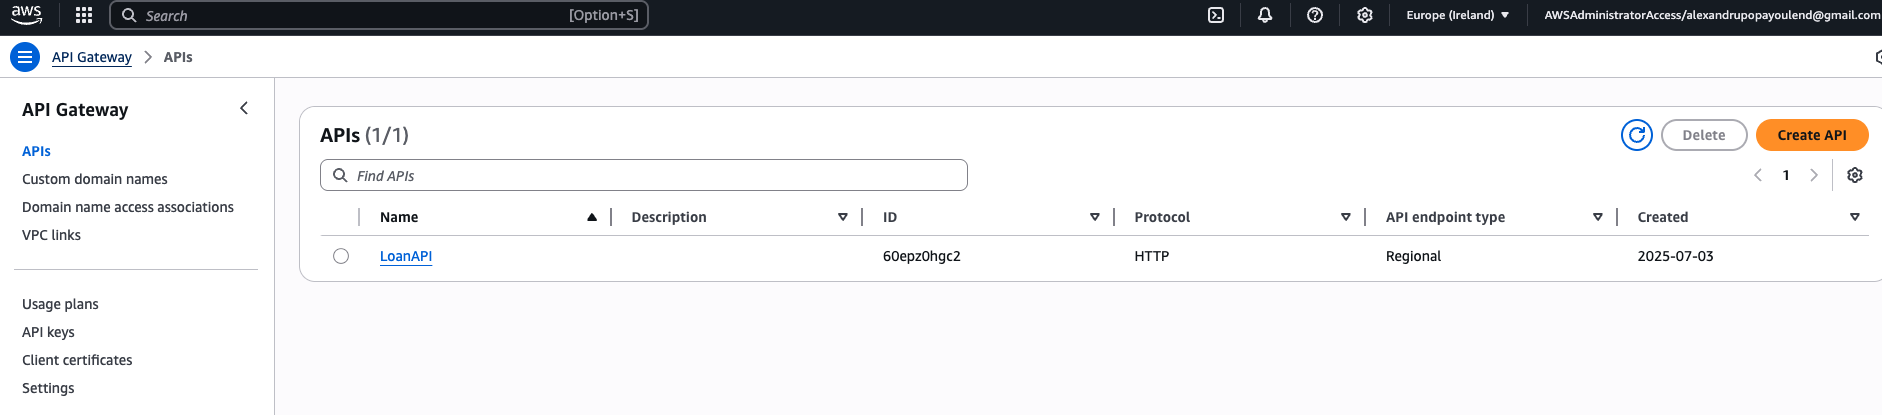 aws
Search [Option+S] Europe (Ireland) AWSAdministratorAccess/alexandrupopayoulend@gmail.com
API Gateway APIs
API Gateway
APIs
Custom domain names
Domain name access associations
VPC links
Usage plans
API keys
Client certificates
Settings
APIs (1/1) Delete Create API
Find APIs 1
Name Description ID Protocol API endpoint type Created
LoanAPI 60epz0hgc2 HTTP Regional 2025-07-03